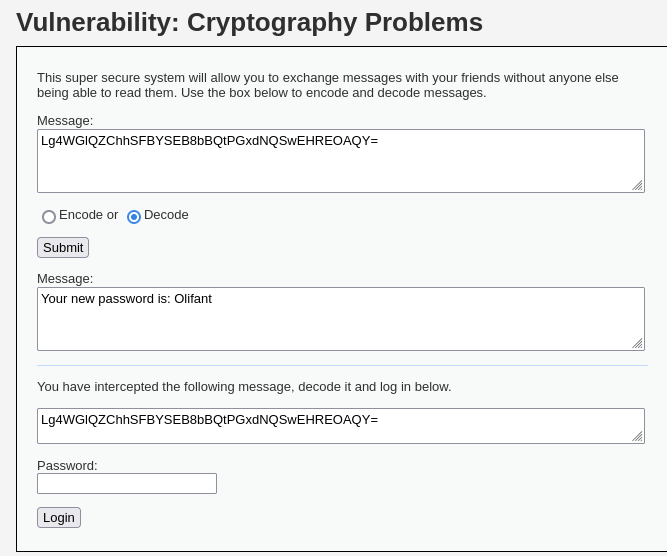 Vulnerability: Cryptography Problems
This super secure system will allow you to exchange messages with your friends without anyone else
being able to read them. Use the box below to encode and decode messages.
Message:
Lg4WGlQZChhSFBYSEB8bBQtPGxdNQSwEHREOAQY=
Encode or Decode
Submit
Message:
Your new password is: Olifant
You have intercepted the following message, decode it and log in below.
Lg4WGlQZChhSFBYSEB8bBQtPGxdNQSwEHREOAQY=
Password:
Login